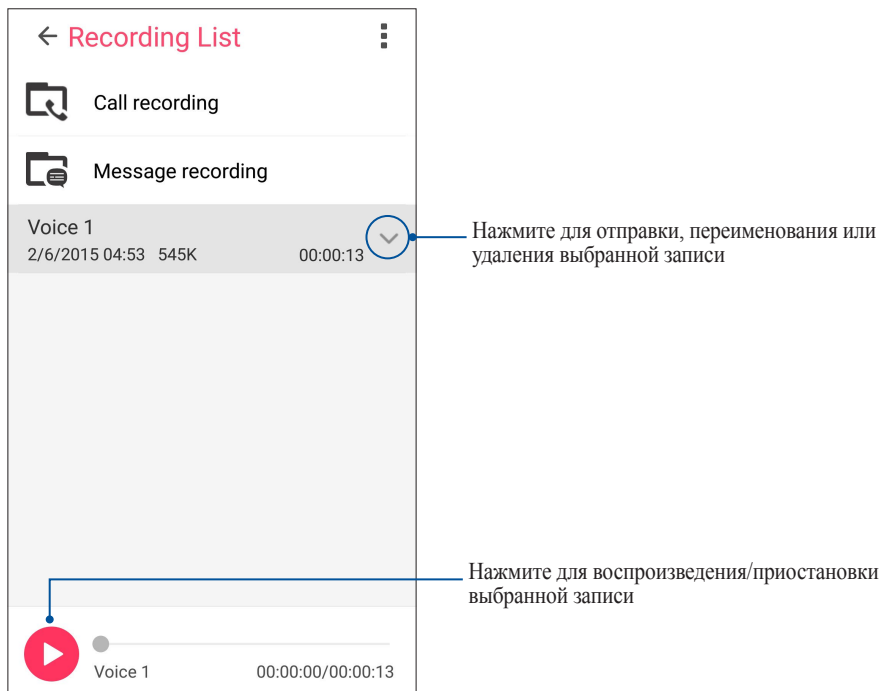 Recording List
Call recording
Message recording
Voice 1
2/6/2015 04:53 545K 00:00:13
Нажмите для отправки, переименования или
удаления выбранной записи
Нажмите для воспроизведения/приостановки
выбранной записи
Voice 1 00:00:00/00:00:13